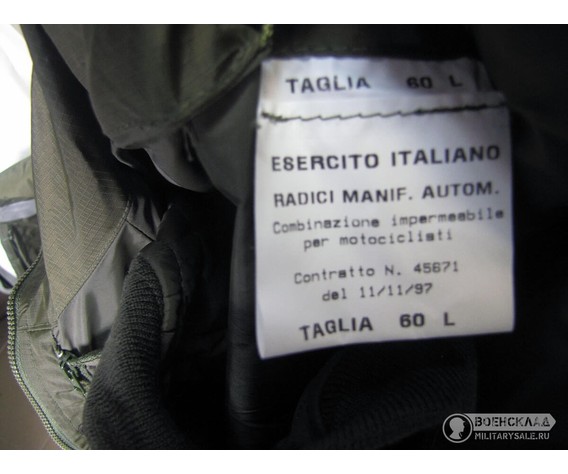 TAGLIA 60 L
ESERCITO ITALIANO
RADICI MANIF. AUTOM.
Combinazione impermeabile
per motociclisti
Contratto N. 45671
del 11/11/97
TAGLIA 60 L
ВОЕНСКЛАД
MILITARYSALE.RU